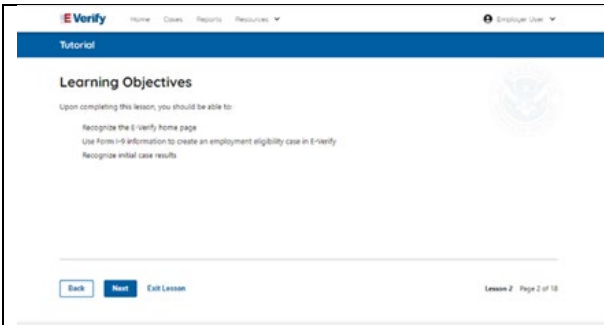 E-Verify Home Cases Reports Resources Employer User
Tutorial
Learning Objectives
Upon completing this lesson, you should be able to:
Recognize the E-Verify home page
Use Form I-9 information to create an employment eligibility case in E-Verify
Recognize initial case results
Back Next Exit Lesson Lesson 2 Page 2 of 18